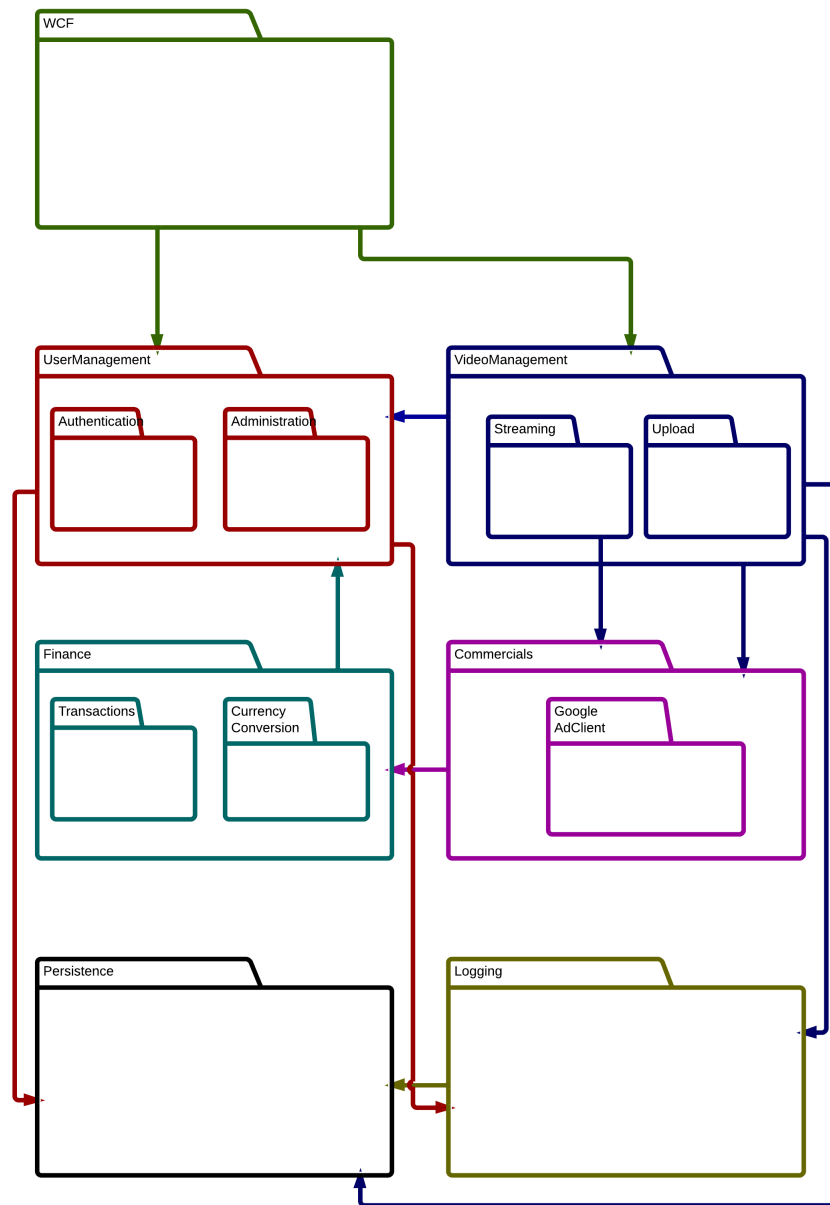 WCF
UserManagement
VideoManagement
Authentication
Administration
Streaming
Upload
Finance
Commercials
Transactions
Currency
Conversion
Google
AdClient
Persistence
Logging